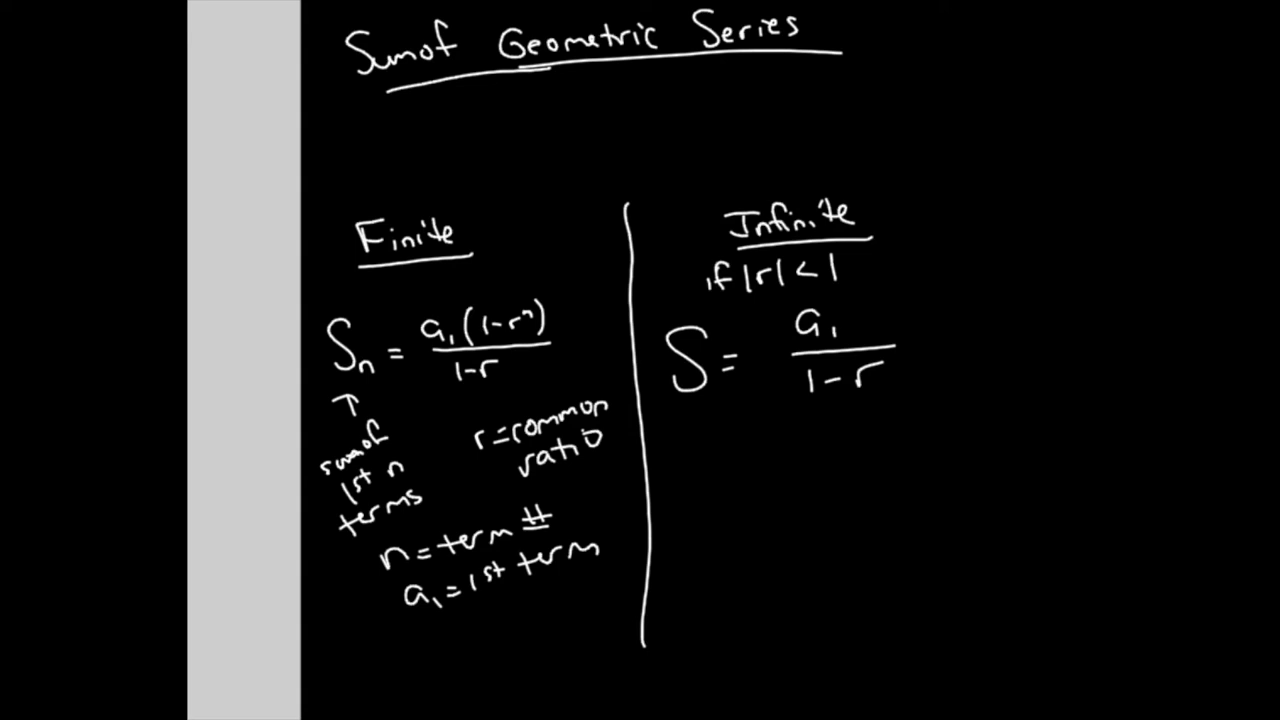 Sum of Geometric Series
Finite
Sₙ = a₁(1-rⁿ) / 1-r
↑
sum of
1st n
terms
r = common
ratio
n = term #
a₁ = 1st term
Infinite
if |r| < 1
S = a₁ / 1-r